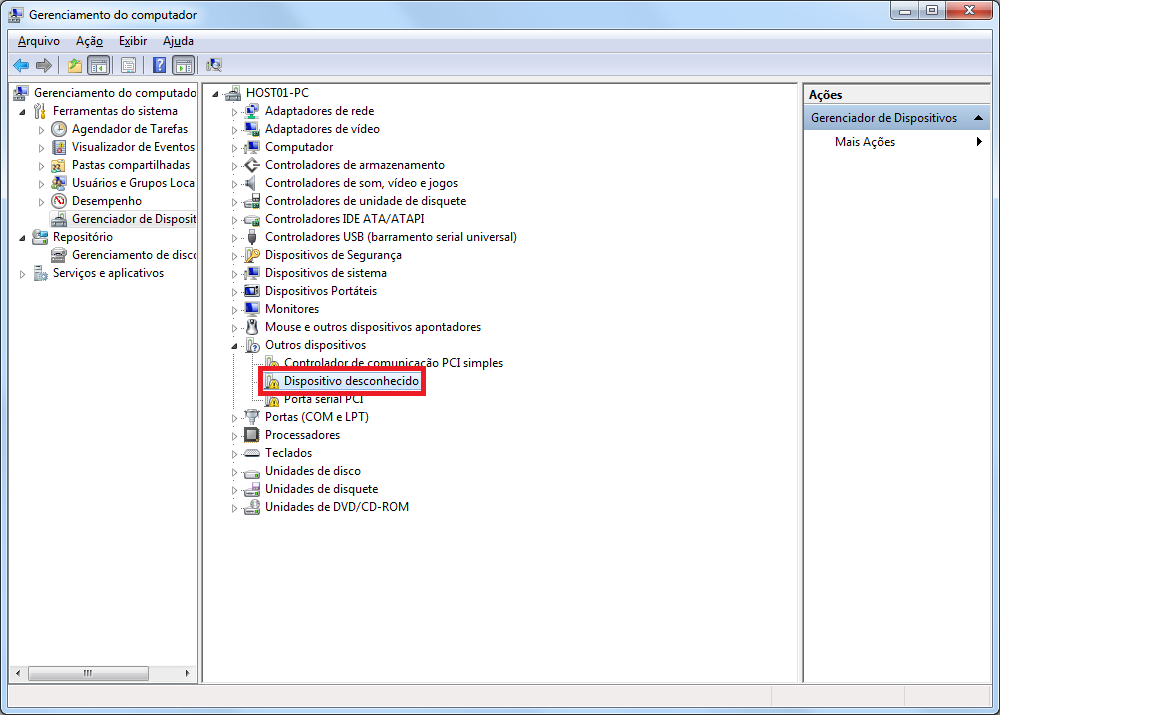 Gerenciamento do computador
Arquivo Ação Exibir Ajuda
Gerenciamento do computado
Ferramentas do sistema
Agendador de Tarefas
Visualizador de Eventos
Pastas compartilhadas
Usuários e Grupos Loca
Desempenho
Gerenciador de Disposit
Repositório
Gerenciamento de disco
Serviços e aplicativos
HOST01-PC
Adaptadores de rede
Adaptadores de vídeo
Computador
Controladores de armazenamento
Controladores de som, vídeo e jogos
Controladores de unidade de disquete
Controladores IDE ATA/ATAPI
Controladores USB (barramento serial universal)
Dispositivos de Segurança
Dispositivos de sistema
Dispositivos Portáteis
Monitores
Mouse e outros dispositivos apontadores
Outros dispositivos
Controlador de comunicação PCI simples
Dispositivo desconhecido
Porta serial PCI
Portas (COM e LPT)
Processadores
Teclados
Unidades de disco
Unidades de disquete
Unidades de DVD/CD-ROM
Ações
Gerenciador de Dispositivos
Mais Ações